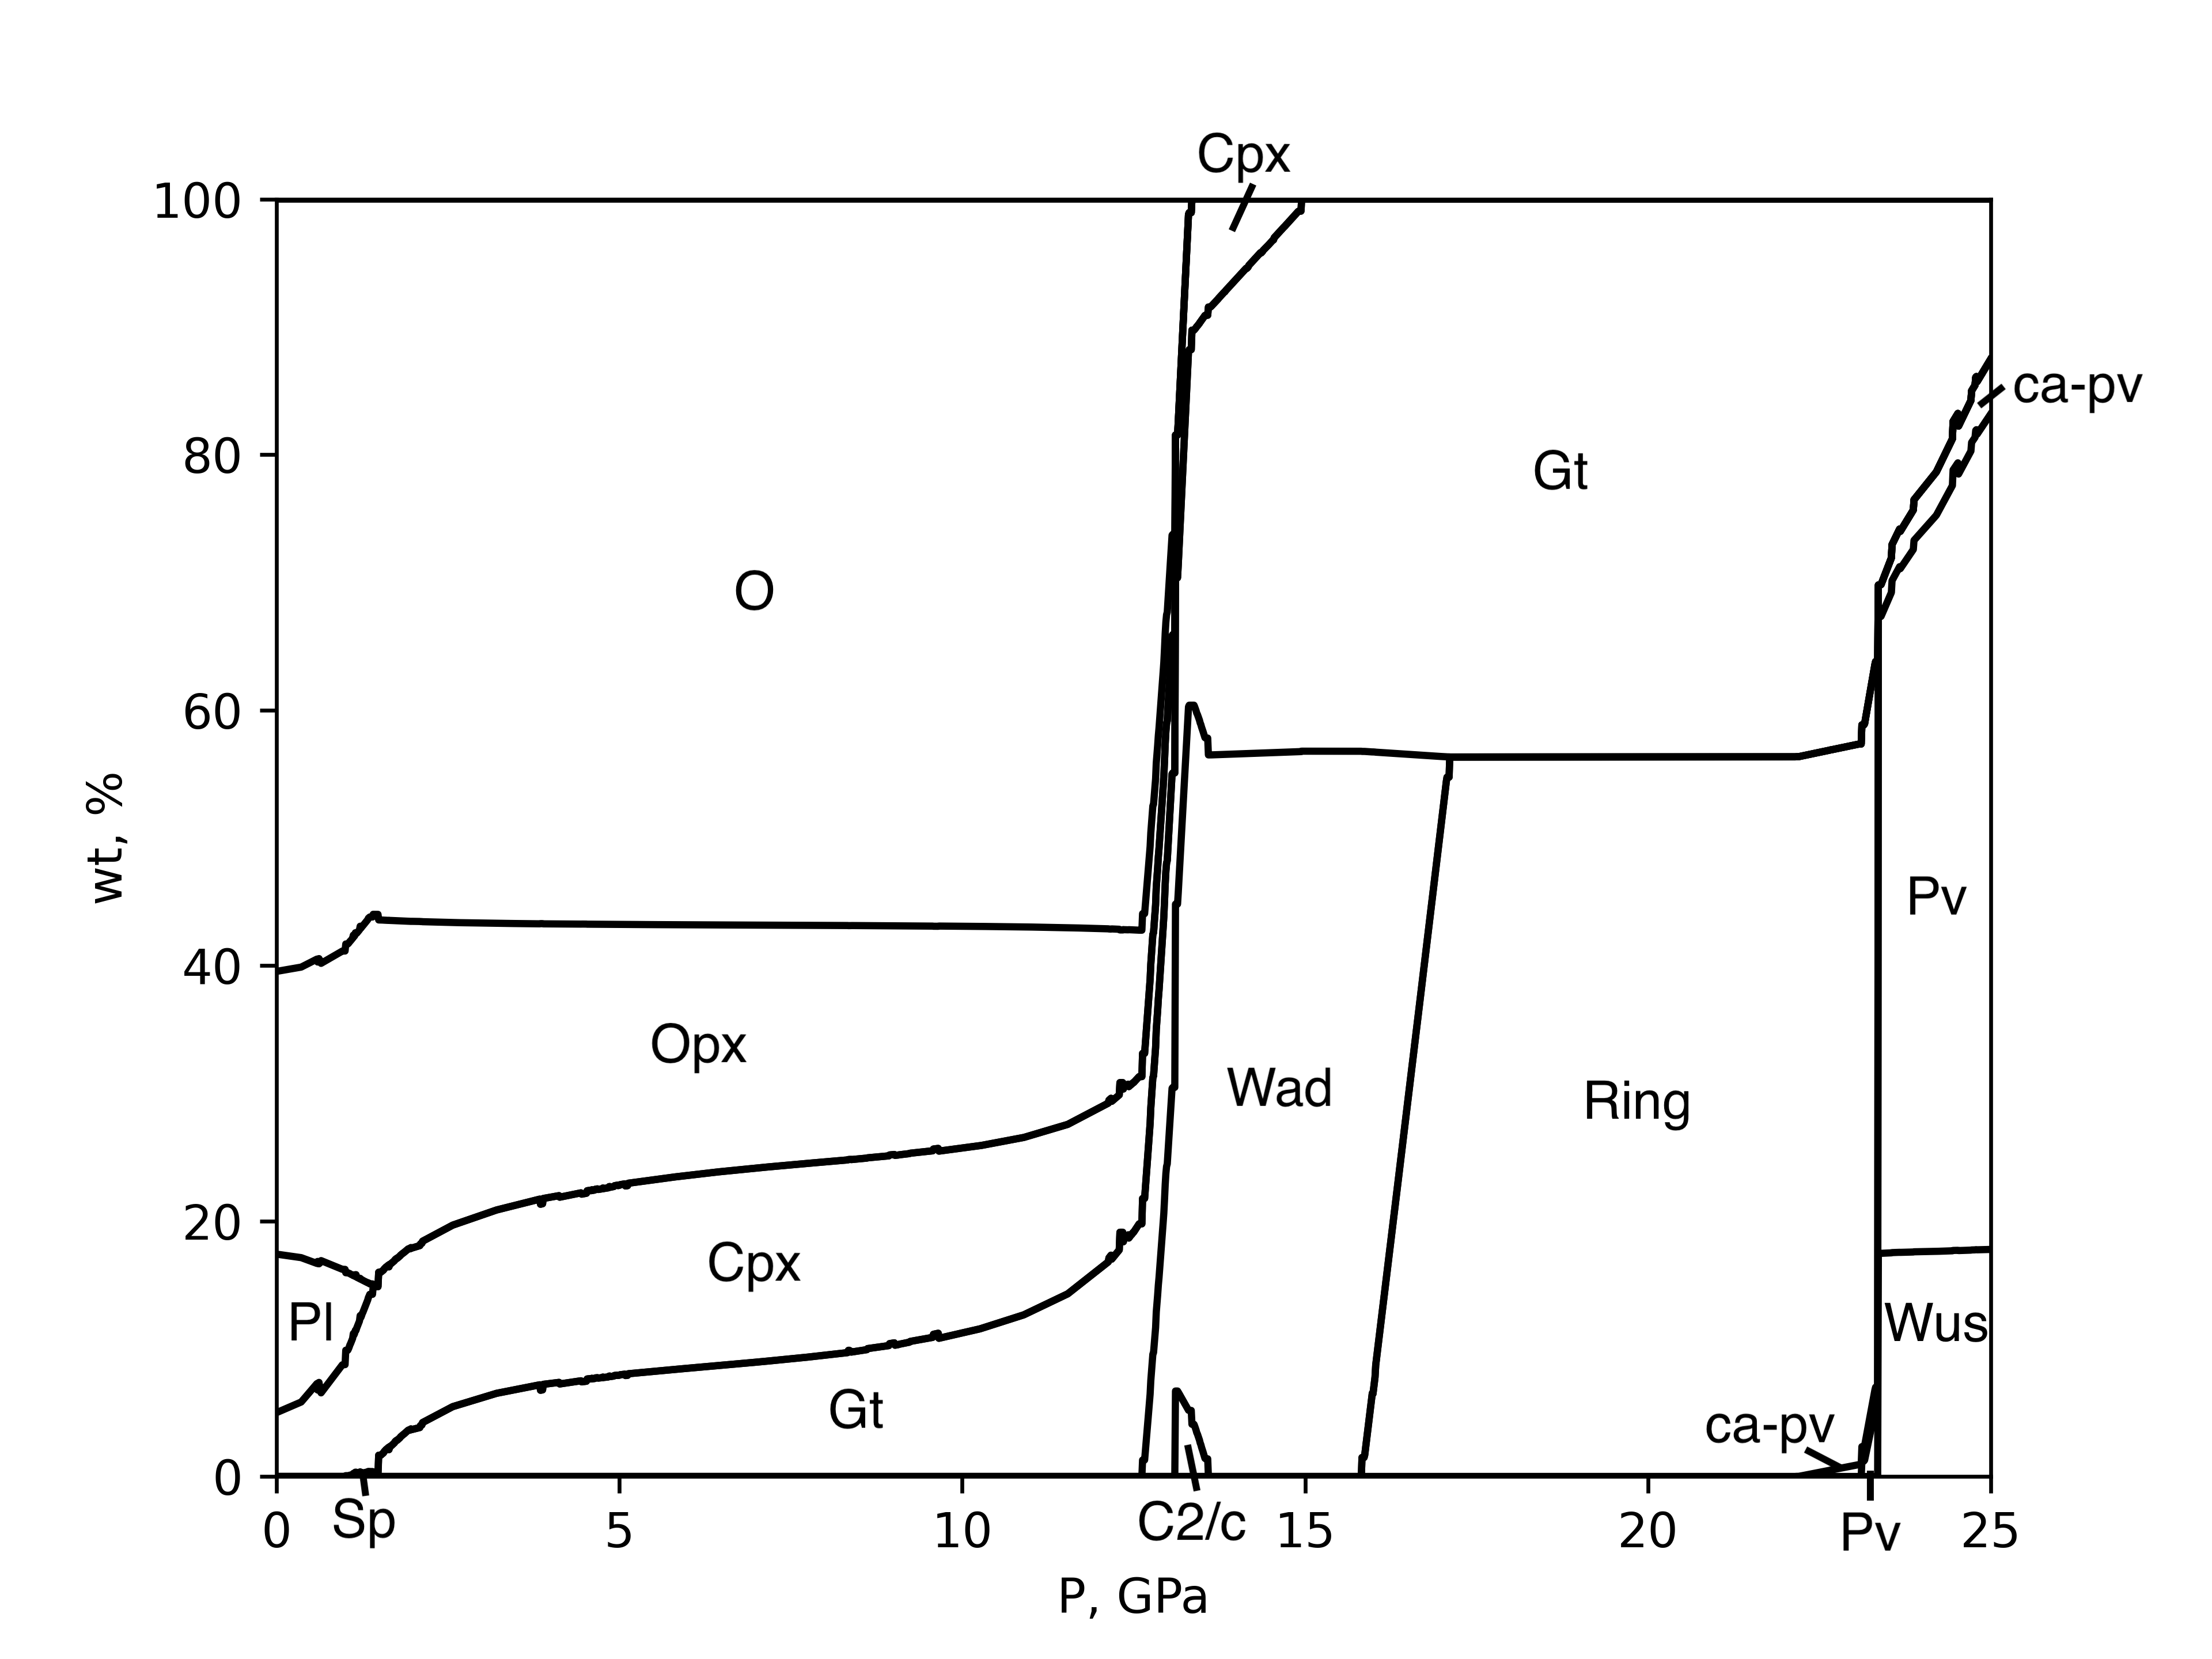 Cpx
100
80
60
40
20
0
wt, %
O
Gt
ca-pv
Opx
Cpx
Gt
Pl
Sp
Wad
Ring
Pv
Wus
ca-pv
C2/c
Pv
0
5
10
15
20
25
P, GPa